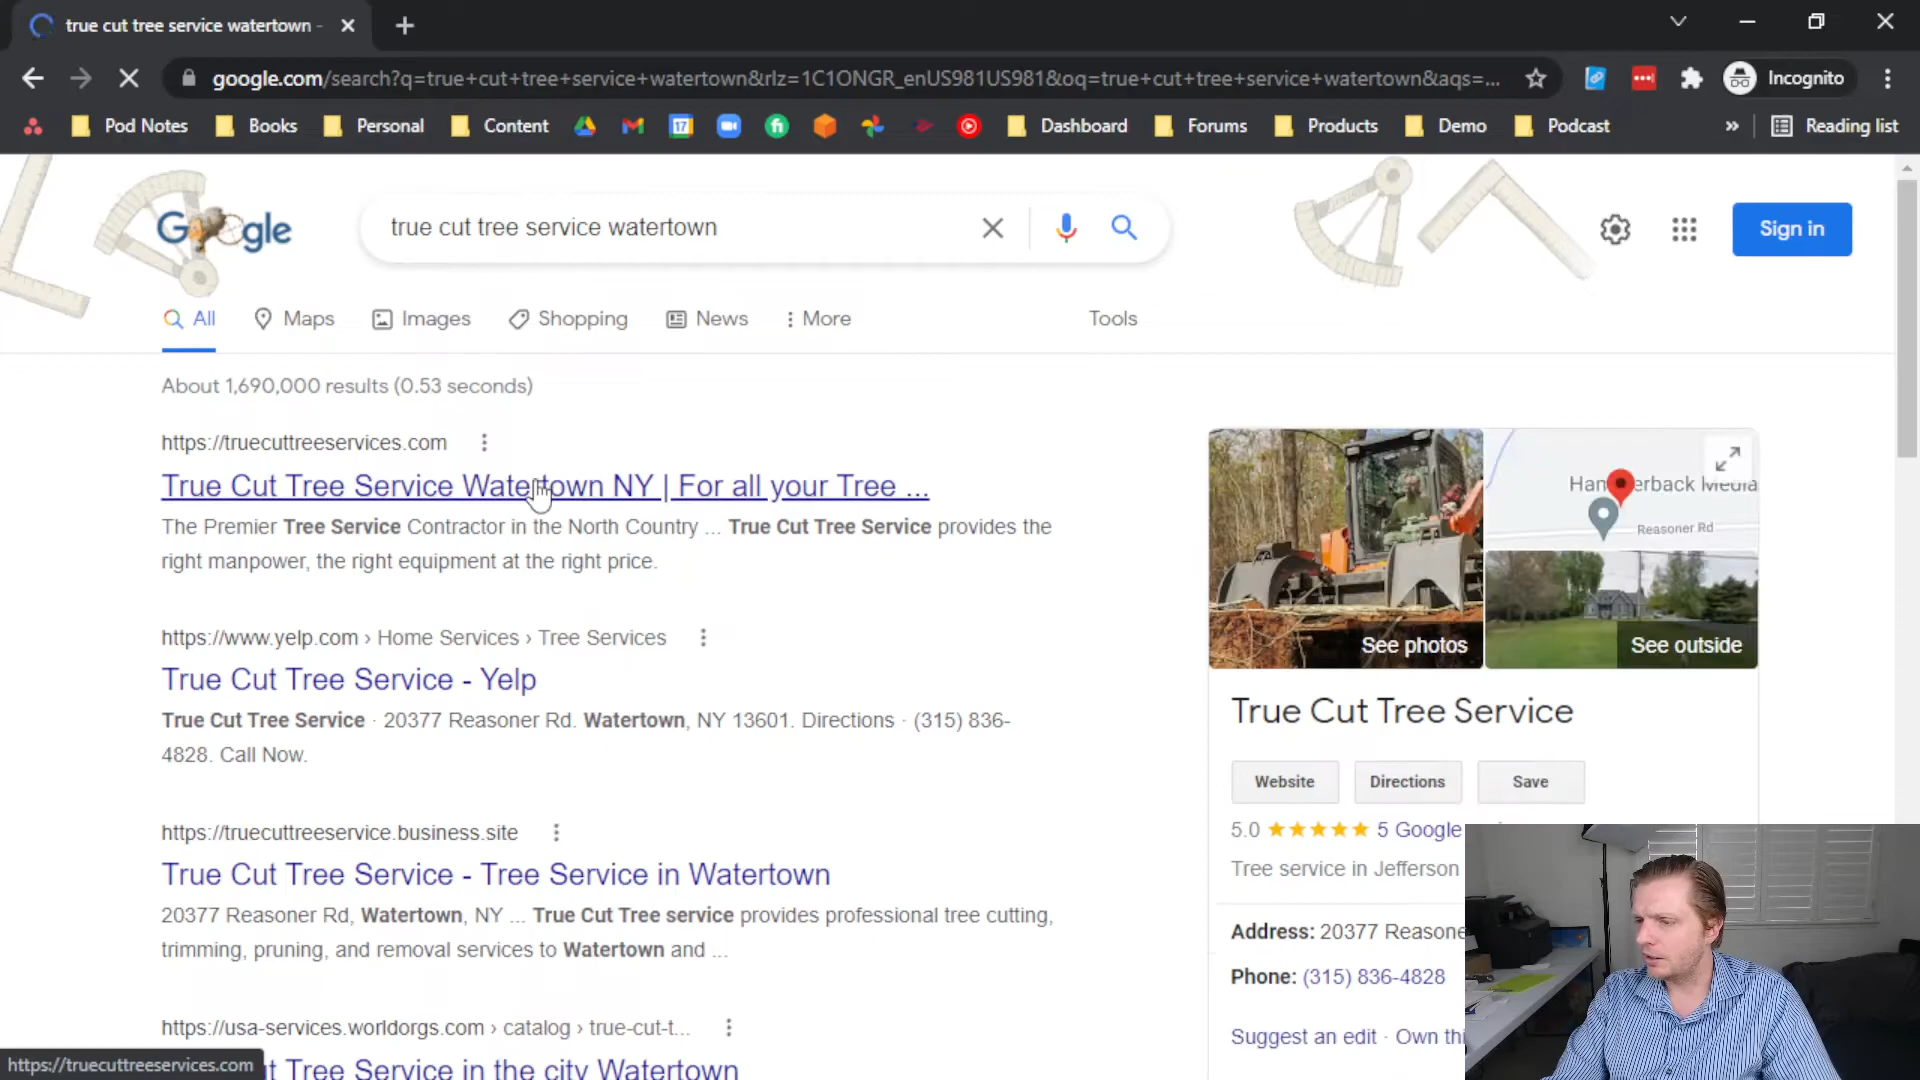 true cut tree service watertown -
google.com/search?q=true+cut+tree+service+watertown&rlz=1C1ONGR_enUS981US981&oq=true+cut+tree+service+watertown&aqs=...
Incognito
Pod Notes
Books
Personal
Content
17
Dashboard
Forums
Products
Demo
Podcast
»
Reading list
Google
true cut tree service watertown
Sign in
All
Maps
Images
Shopping
News
More
Tools
About 1,690,000 results (0.53 seconds)
https://truecuttreeservices.com
True Cut Tree Service Watertown NY | For all your Tree ...
The Premier Tree Service Contractor in the North Country ... True Cut Tree Service provides the
right manpower, the right equipment at the right price.
https://www.yelp.com › Home Services › Tree Services
True Cut Tree Service - Yelp
True Cut Tree Service · 20377 Reasoner Rd. Watertown, NY 13601. Directions · (315) 836-
4828. Call Now.
https://truecuttreeservice.business.site
True Cut Tree Service - Tree Service in Watertown
20377 Reasoner Rd, Watertown, NY ... True Cut Tree service provides professional tree cutting,
trimming, pruning, and removal services to Watertown and ...
https://usa-services.worldorgs.com › catalog › true-cut-t...
t Tree Service in the city Watertown
https://truecuttreeservices.com
Reasoner Rd
See photos
See outside
True Cut Tree Service
Website
Directions
Save
5.0
5 Google
Tree service in Jefferson
Address: 20377 Reasone
Phone: (315) 836-4828
Suggest an edit · Own thi